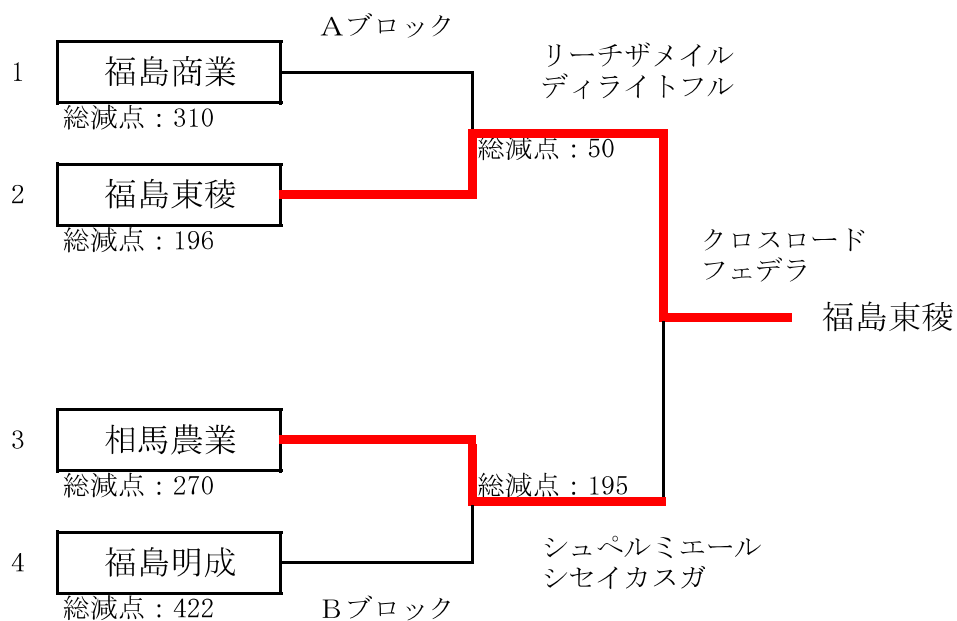 Aブロック
1
福島商業
総減点：310
リーチザメイル
ディライトフル
総減点：50
2
福島東稜
総減点：196
クロスロード
フェデラ
福島東稜
3
相馬農業
総減点：270
総減点：195
4
福島明成
総減点：422
シュペルミエール
シセイカスガ
Bブロック